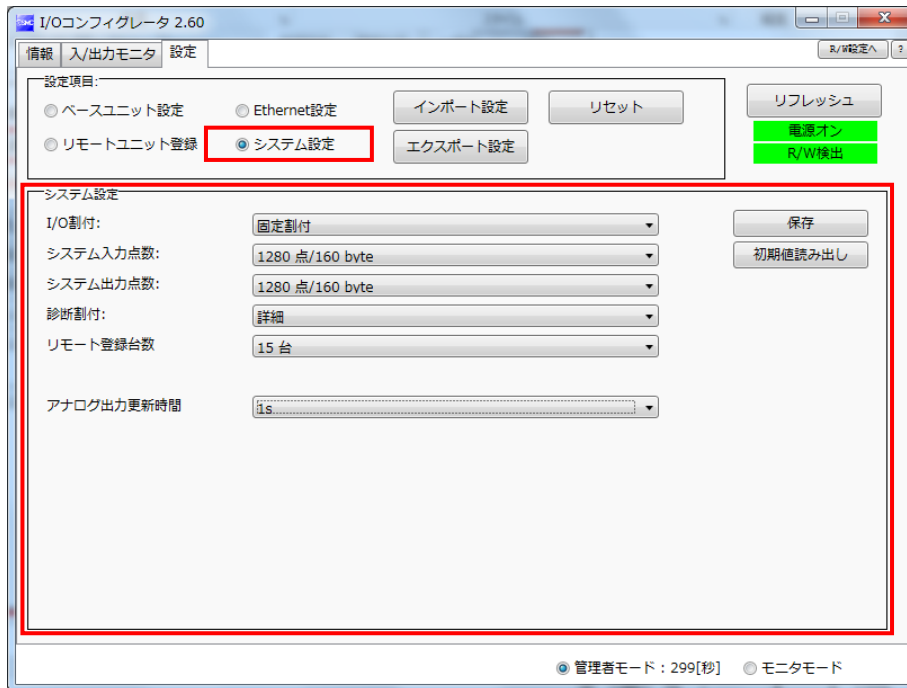 I/Oコンフィグレータ 2.60
情報 入/出力モニタ 設定 R/W設定へ ?
設定項目:
ベースユニット設定 Ethernet設定 インポート設定 リセット リフレッシュ
リモートユニット登録 システム設定 エクスポート設定 電源オン
R/W検出
システム設定
I/O割付: 固定割付 保存
システム入力点数: 1280 点/160 byte 初期値読み出し
システム出力点数: 1280 点/160 byte
診断割付: 詳細
リモート登録台数 15 台
アナログ出力更新時間 1s
管理者モード：299[秒] モニタモード